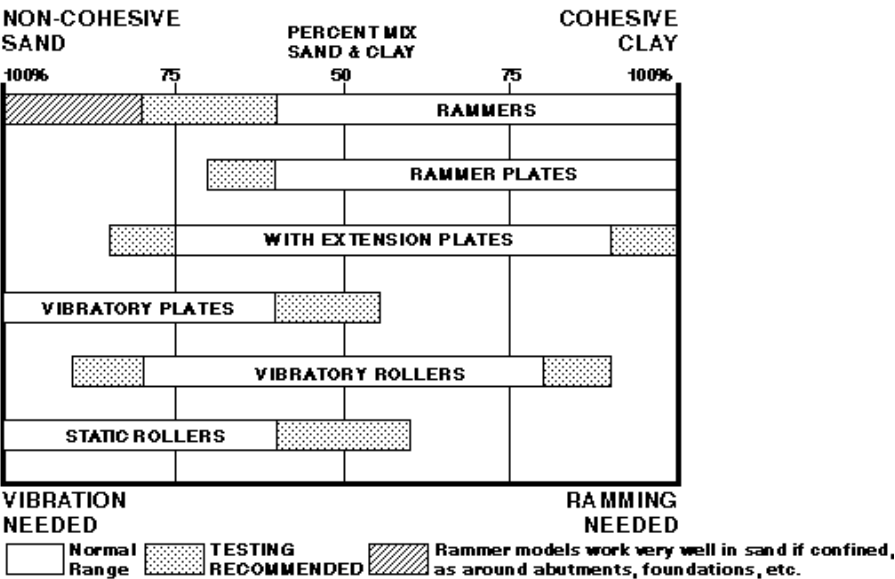 NON-COHESIVE
SAND
PERCENT MIX
SAND & CLAY
COHESIVE
CLAY
100% 75 50 75 100%
RAMMERS
RAMMER PLATES
WITH EXTENSION PLATES
VIBRATORY PLATES
VIBRATORY ROLLERS
STATIC ROLLERS
VIBRATION
NEEDED
RAMMING
NEEDED
Normal
Range
TESTING
RECOMMENDED
Rammer models work very well in sand if confined,
as around abutments, foundations, etc.